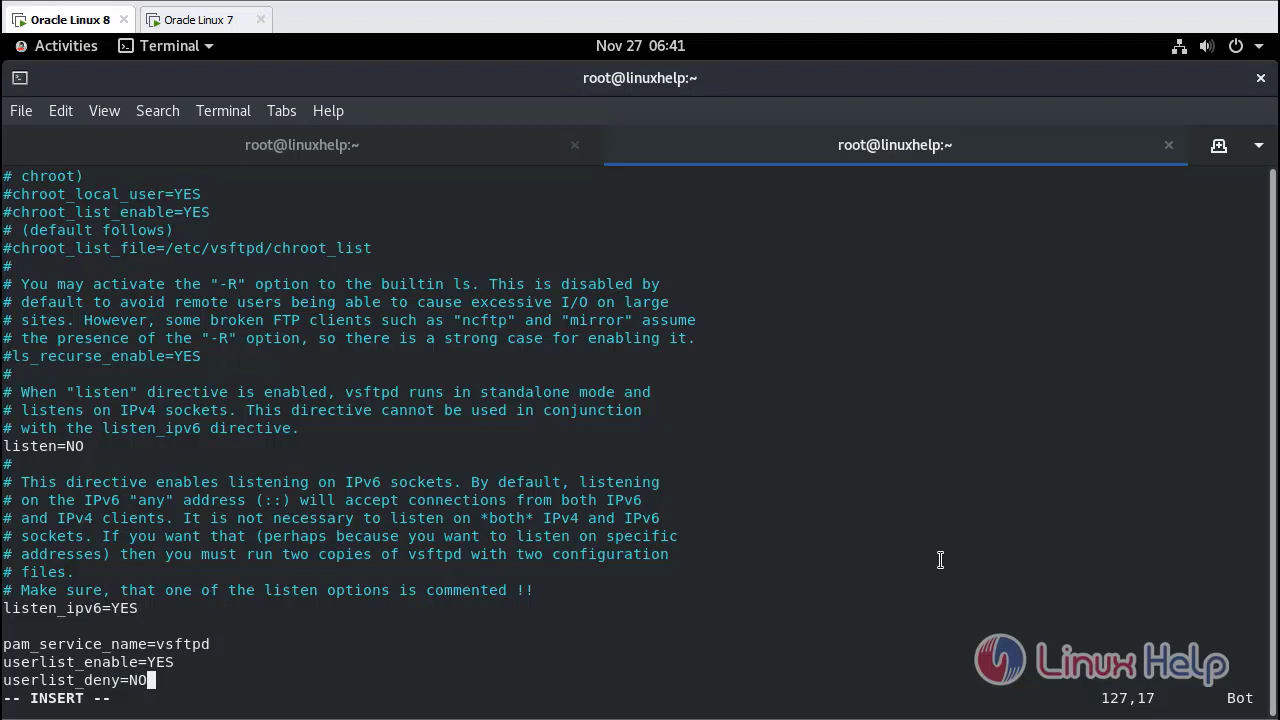 Oracle Linux 8 × Oracle Linux 7 ×
Activities Terminal Nov 27 06:41
root@linuxhelp:~ ×
File Edit View Search Terminal Tabs Help
root@linuxhelp:~ × root@linuxhelp:~ ×
# chroot)
#chroot_local_user=YES
#chroot_list_enable=YES
# (default follows)
#chroot_list_file=/etc/vsftpd/chroot_list
#
# You may activate the "-R" option to the builtin ls. This is disabled by
# default to avoid remote users being able to cause excessive I/O on large
# sites. However, some broken FTP clients such as "ncftp" and "mirror" assume
# the presence of the "-R" option, so there is a strong case for enabling it.
#ls_recurse_enable=YES
#
# When "listen" directive is enabled, vsftpd runs in standalone mode and
# listens on IPv4 sockets. This directive cannot be used in conjunction
# with the listen_ipv6 directive.
listen=NO
#
# This directive enables listening on IPv6 sockets. By default, listening
# on the IPv6 "any" address (::) will accept connections from both IPv6
# and IPv4 clients. It is not necessary to listen on *both* IPv4 and IPv6
# sockets. If you want that (perhaps because you want to listen on specific
# addresses) then you must run two copies of vsftpd with two configuration
# files.
# Make sure, that one of the listen options is commented !!
listen_ipv6=YES
pam_service_name=vsftpd
userlist_enable=YES
userlist_deny=NO
-- INSERT -- 127,17 Bot
Linux Help